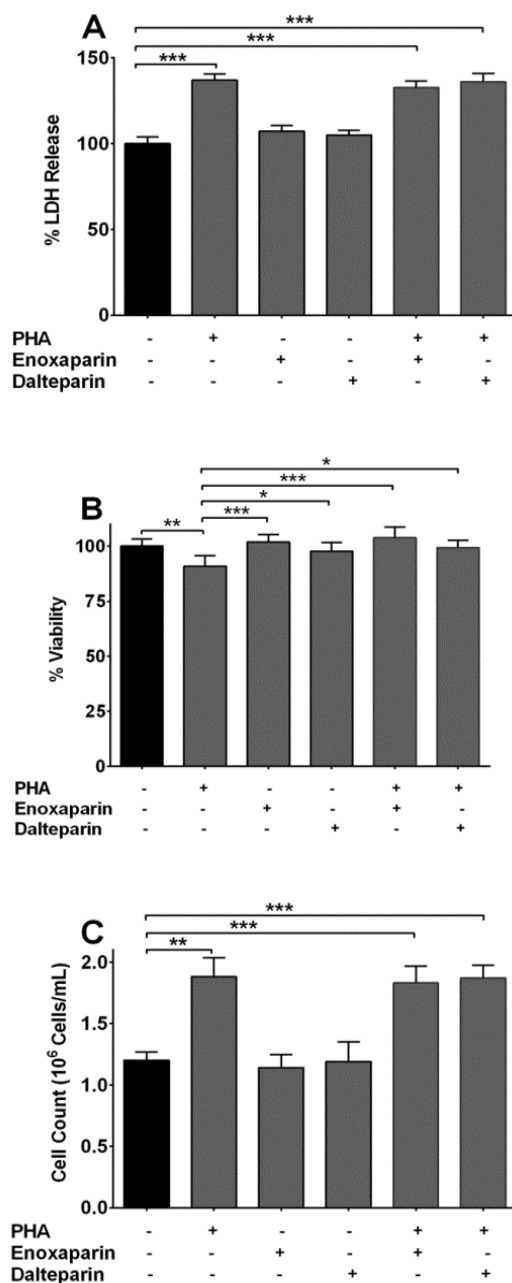 A
***
***
***
150
100
50
0
% LDH Release
PHA - + - - + +
Enoxaparin - - + - + -
Dalteparin - - - + - +
B
*
***
*
** ***
100
75
50
25
0
% Viability
PHA - + - - + +
Enoxaparin - - + - + -
Dalteparin - - - + - +
C
***
***
**
2.0
1.5
1.0
0.5
0.0
Cell Count (10⁶ Cells/mL)
PHA - + - - + +
Enoxaparin - - + - + -
Dalteparin - - - + - +